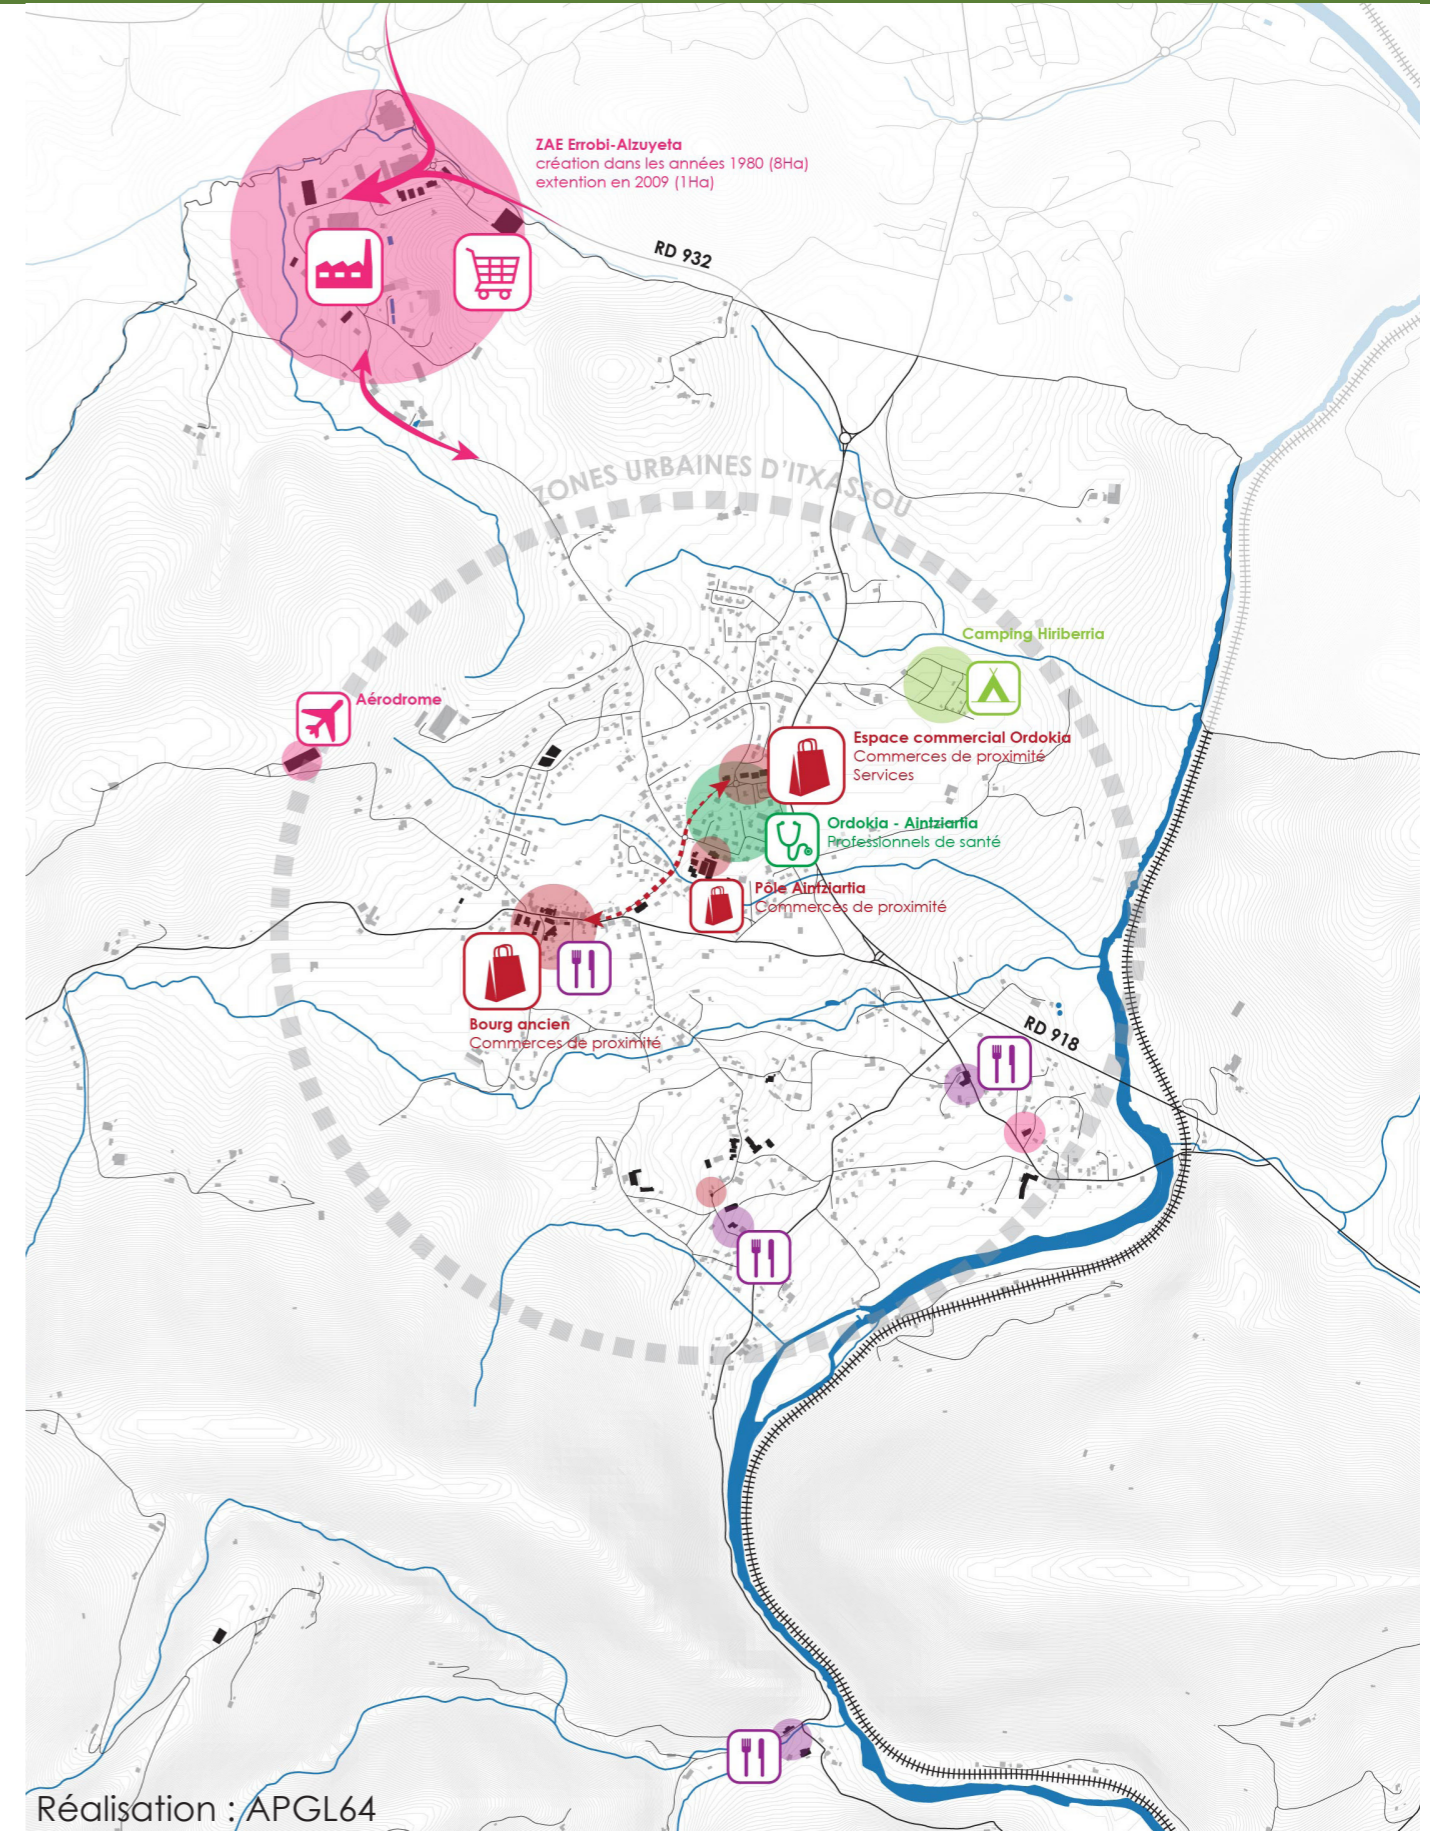 ZAE Errobi-Alzuyeta
création dans les années 1980 (8Ha)
extention en 2009 (1Ha)
RD 932
ZONES URBAINES D'ITXASSOU
Camping Hiriberria
Aérodrome
Espace commercial Ordokia
Commerces de proximité
Services
Ordokia - Aintziartia
Professionnels de santé
Pôle Aintziartia
Commerces de proximité
Bourg ancien
Commerces de proximité
RD 918
Réalisation : APGL64